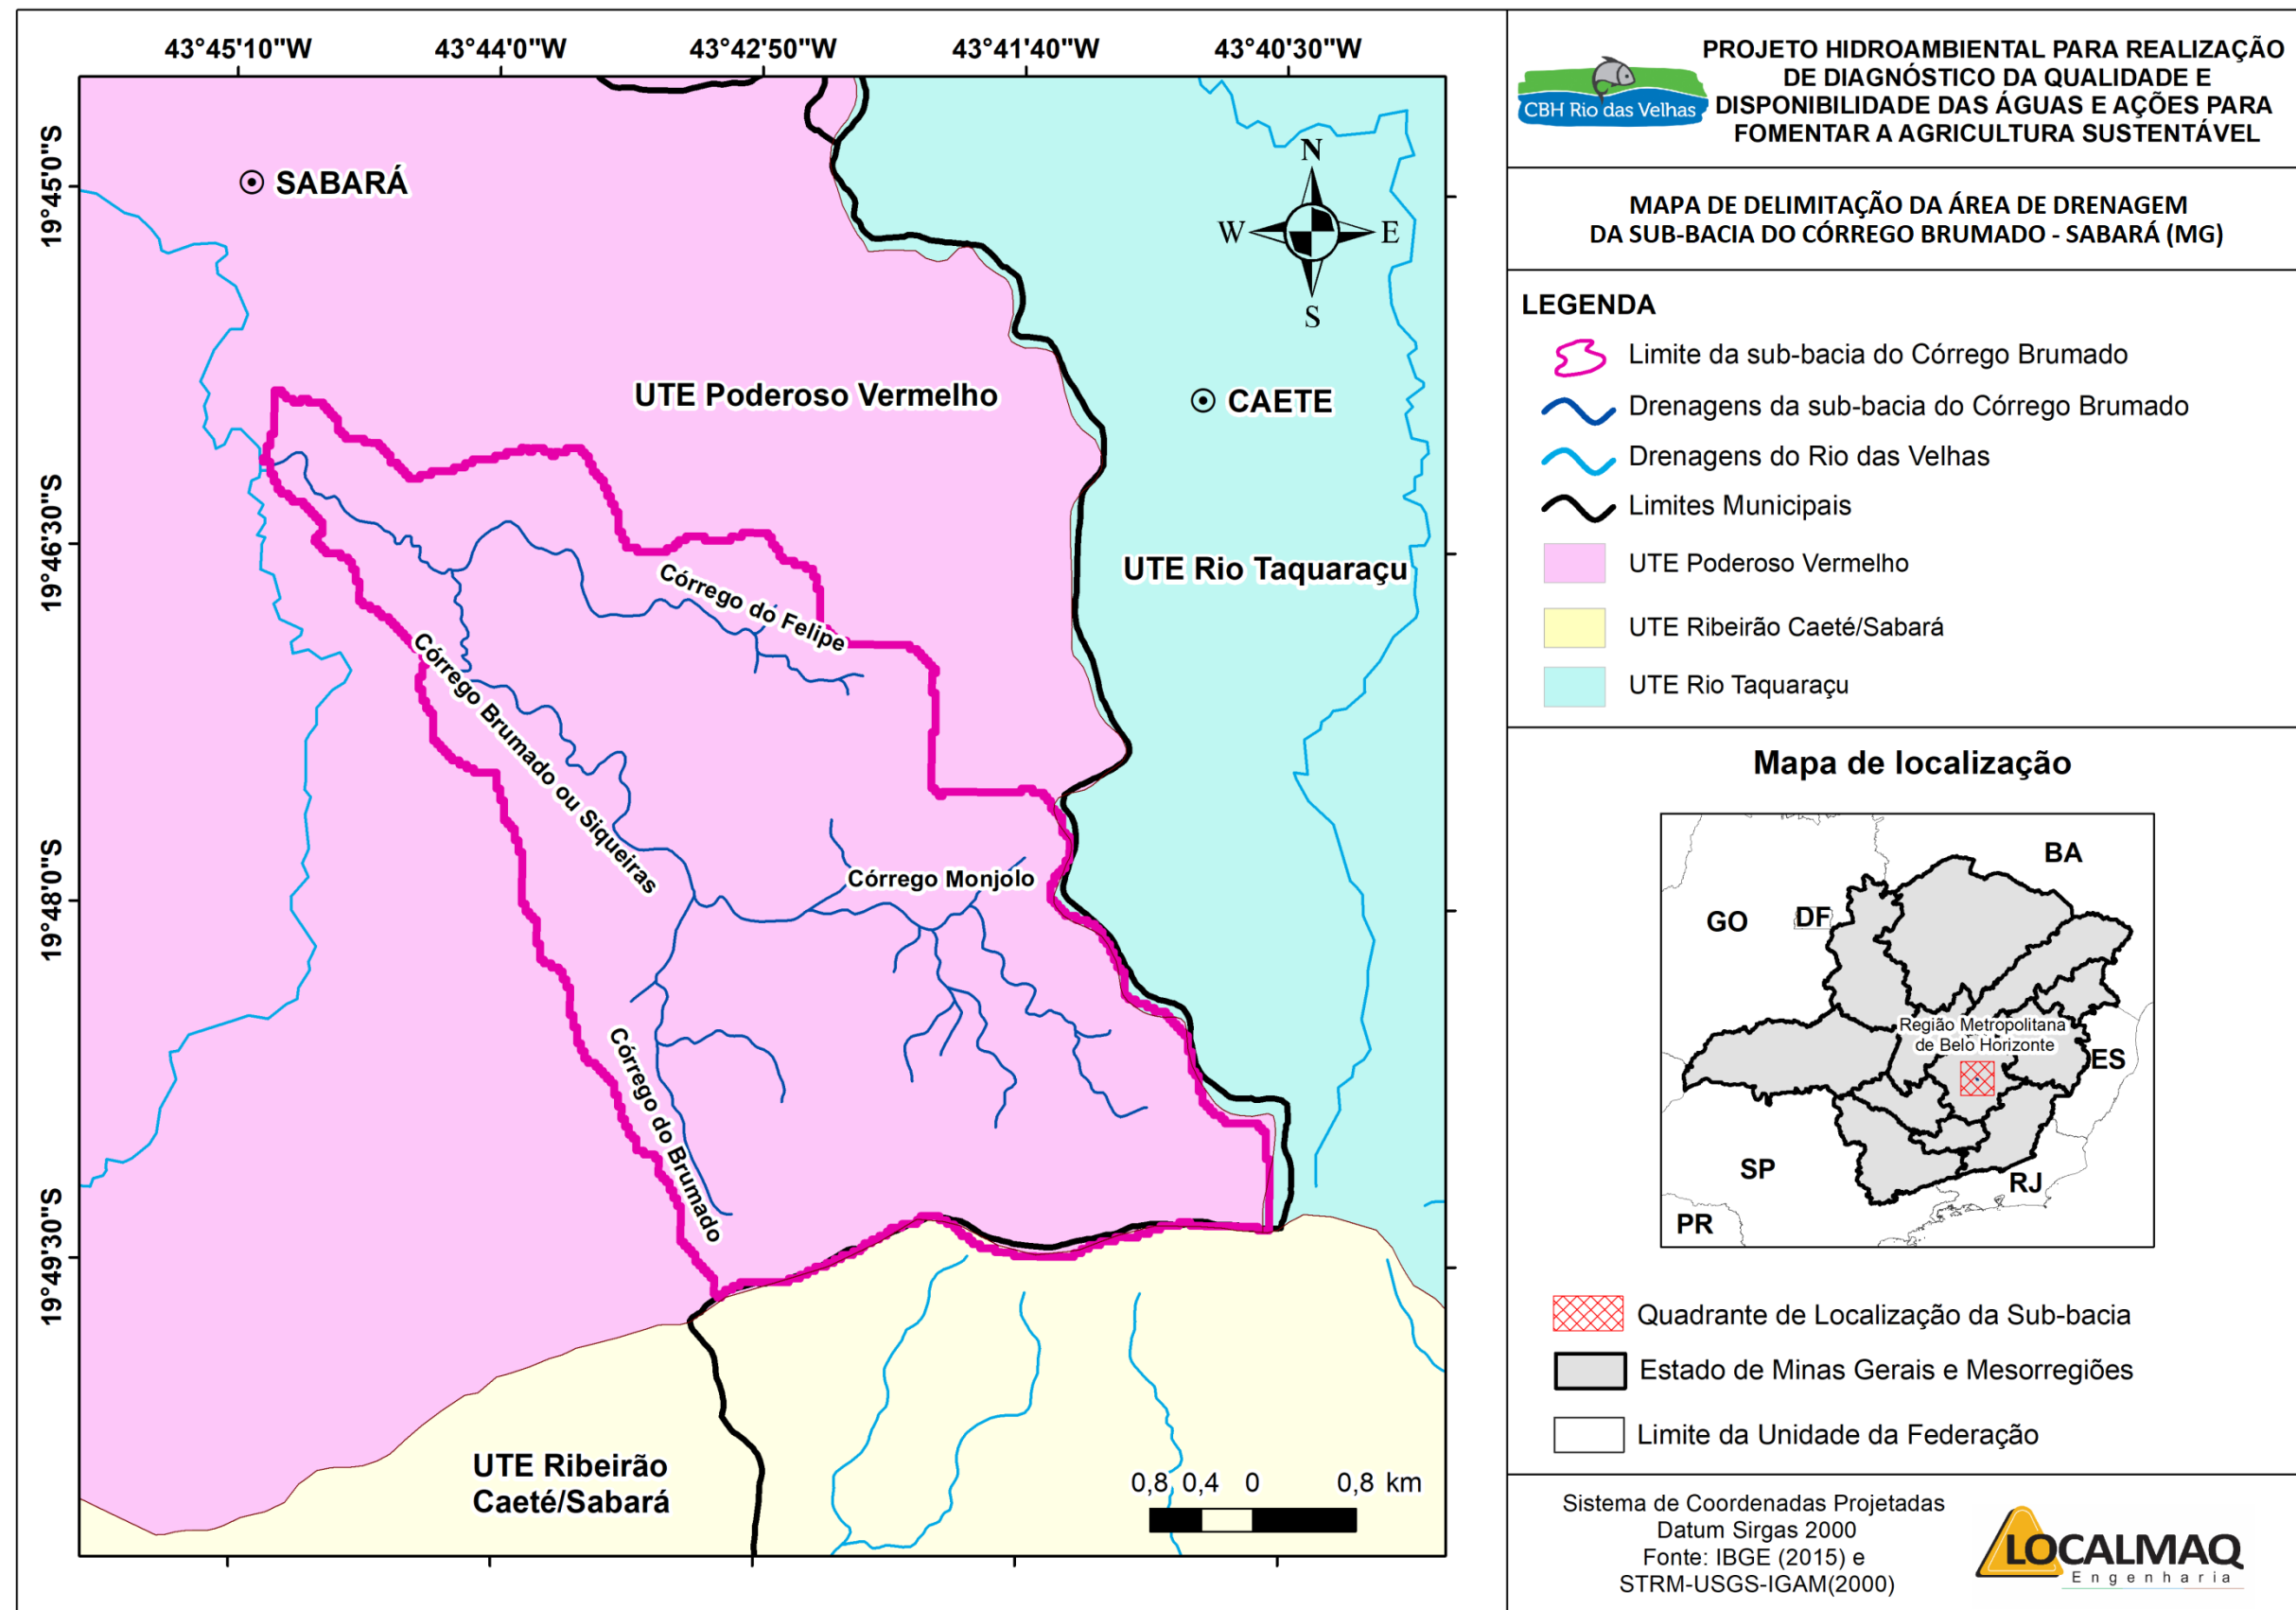 43°45'10"W
43°44'0"W
43°42'50"W
43°41'40"W
43°40'30"W
19°45'0"S
19°46'30"S
19°48'0"S
19°49'30"S
SABARÁ
UTE Poderoso Vermelho
CAETE
UTE Rio Taquaraçu
Córrego do Felipe
Córrego Brumado ou Siqueiras
Córrego Monjolo
Córrego do Brumado
UTE Ribeirão
Caeté/Sabará
N
W
E
S
0,8 0,4 0 0,8 km
CBH Rio das Velhas
PROJETO HIDROAMBIENTAL PARA REALIZAÇÃO
DE DIAGNÓSTICO DA QUALIDADE E
DISPONIBILIDADE DAS ÁGUAS E AÇÕES PARA
FOMENTAR A AGRICULTURA SUSTENTÁVEL
MAPA DE DELIMITAÇÃO DA ÁREA DE DRENAGEM
DA SUB-BACIA DO CÓRREGO BRUMADO - SABARÁ (MG)
LEGENDA
Limite da sub-bacia do Córrego Brumado
Drenagens da sub-bacia do Córrego Brumado
Drenagens do Rio das Velhas
Limites Municipais
UTE Poderoso Vermelho
UTE Ribeirão Caeté/Sabará
UTE Rio Taquaraçu
Mapa de localização
BA
GO
DF
Região Metropolitana
de Belo Horizonte
ES
SP
RJ
PR
Quadrante de Localização da Sub-bacia
Estado de Minas Gerais e Mesorregiões
Limite da Unidade da Federação
Sistema de Coordenadas Projetadas
Datum Sirgas 2000
Fonte: IBGE (2015) e
STRM-USGS-IGAM(2000)
LOCALMAQ
Engenharia